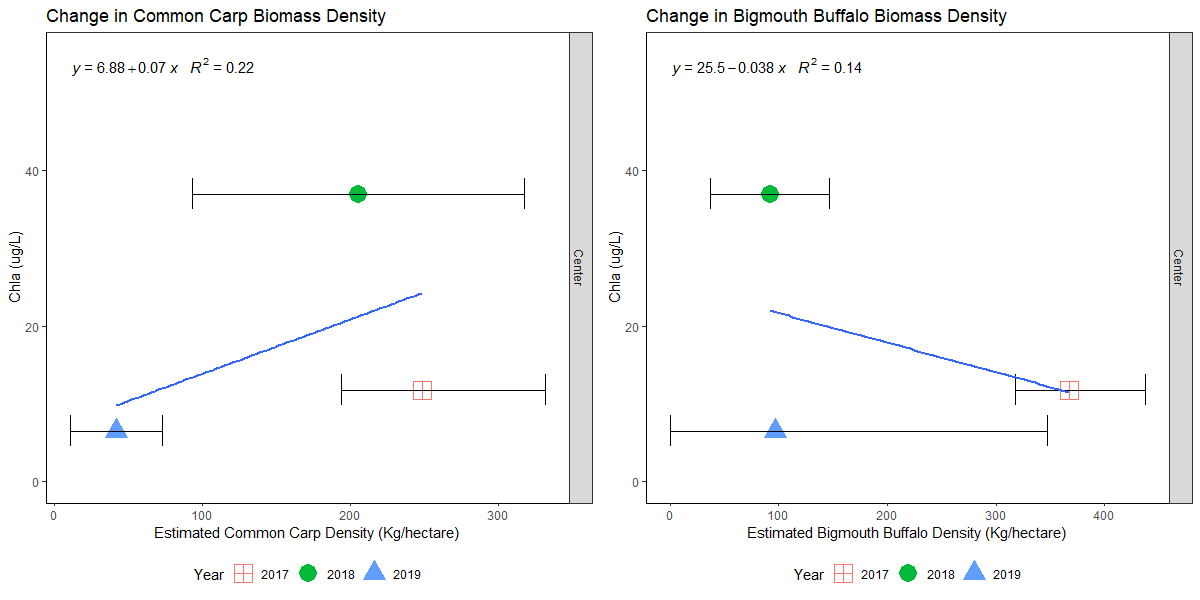 Change in Common Carp Biomass Density
y = 6.88+0.07 x R² = 0.22
Chla (ug/L)
40
20
0
Center
0 100 200 300
Estimated Common Carp Density (Kg/hectare)
Year 2017 2018 2019
Change in Bigmouth Buffalo Biomass Density
y = 25.5−0.038 x R² = 0.14
Chla (ug/L)
40
20
0
Center
0 100 200 300 400
Estimated Bigmouth Buffalo Density (Kg/hectare)
Year 2017 2018 2019